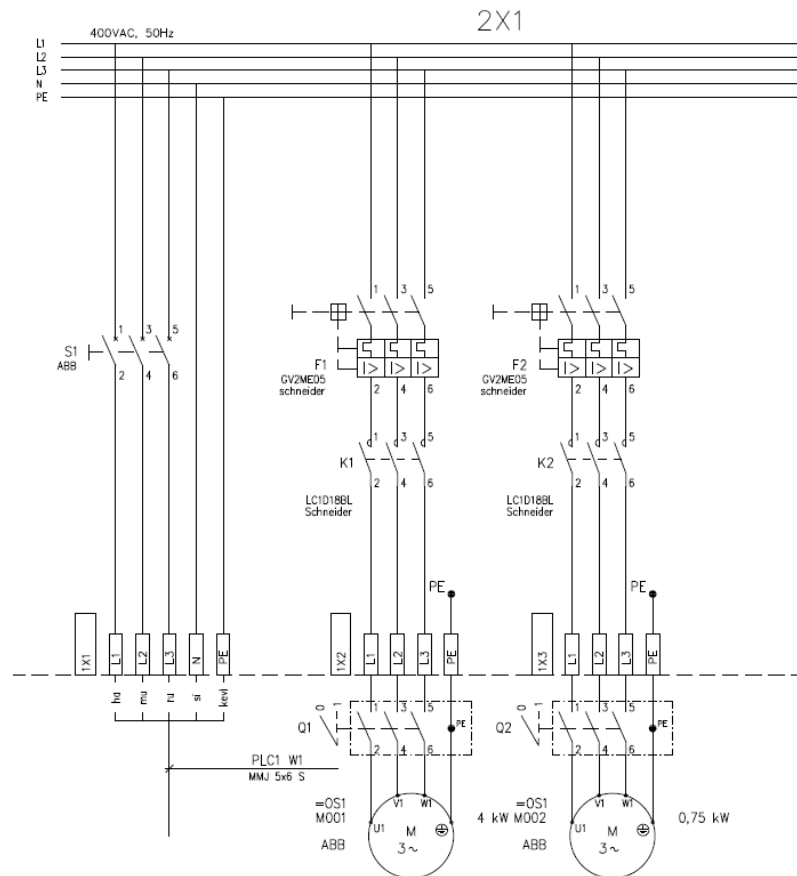 2X1
400VAC, 50Hz
L1
L2
L3
N
PE
1 3 5
S1
ABB
2 4 6
1 3 5
F1
GV2ME05
schneider
2 4 6
1 3 5
F2
GV2ME05
schneider
2 4 6
1 3 5
K1
2 4 6
LC1D18BL
Schneider
1 3 5
K2
2 4 6
LC1D18BL
Schneider
PE
PE
1X1 L1 L2 L3 N PE
1X2 L1 L2 L3 PE
1X3 L1 L2 L3 PE
ha mu ru si kevi
0 1
1 3 5
Q1
PE
2 4 6
0 1
1 3 5
Q2
PE
2 4 6
PLC1 W1
MMJ 5x6 S
=OS1
M001
ABB
U1 V1 W1
M
3 ~
4 kW
=OS1
M002
ABB
U1 V1 W1
M
3 ~
0,75 kW